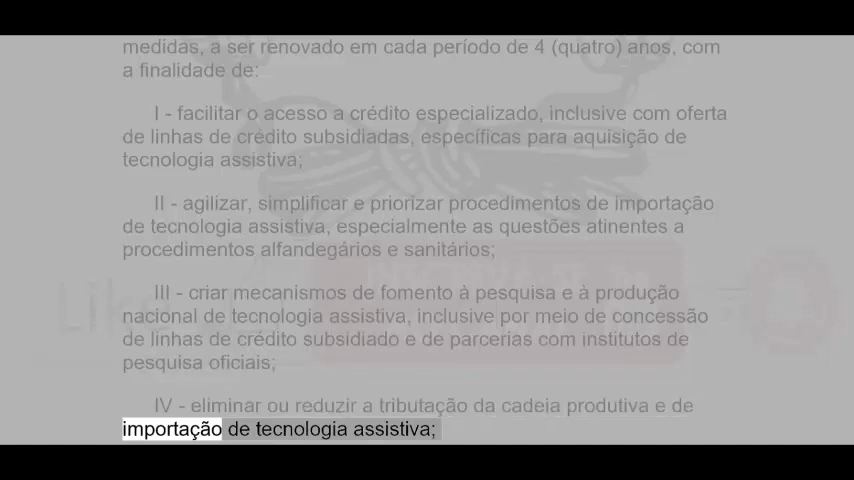 medidas, a ser renovado em cada período de 4 (quatro) anos, com
a finalidade de:
I - facilitar o acesso a crédito especializado, inclusive com oferta
de linhas de crédito subsidiadas, específicas para aquisição de
tecnologia assistiva;
II - agilizar, simplificar e priorizar procedimentos de importação
de tecnologia assistiva, especialmente as questões atinentes a
procedimentos alfandegários e sanitários;
III - criar mecanismos de fomento à pesquisa e à produção
nacional de tecnologia assistiva, inclusive por meio de concessão
de linhas de crédito subsidiado e de parcerias com institutos de
pesquisa oficiais;
IV - eliminar ou reduzir a tributação da cadeia produtiva e de
importação de tecnologia assistiva;
Like